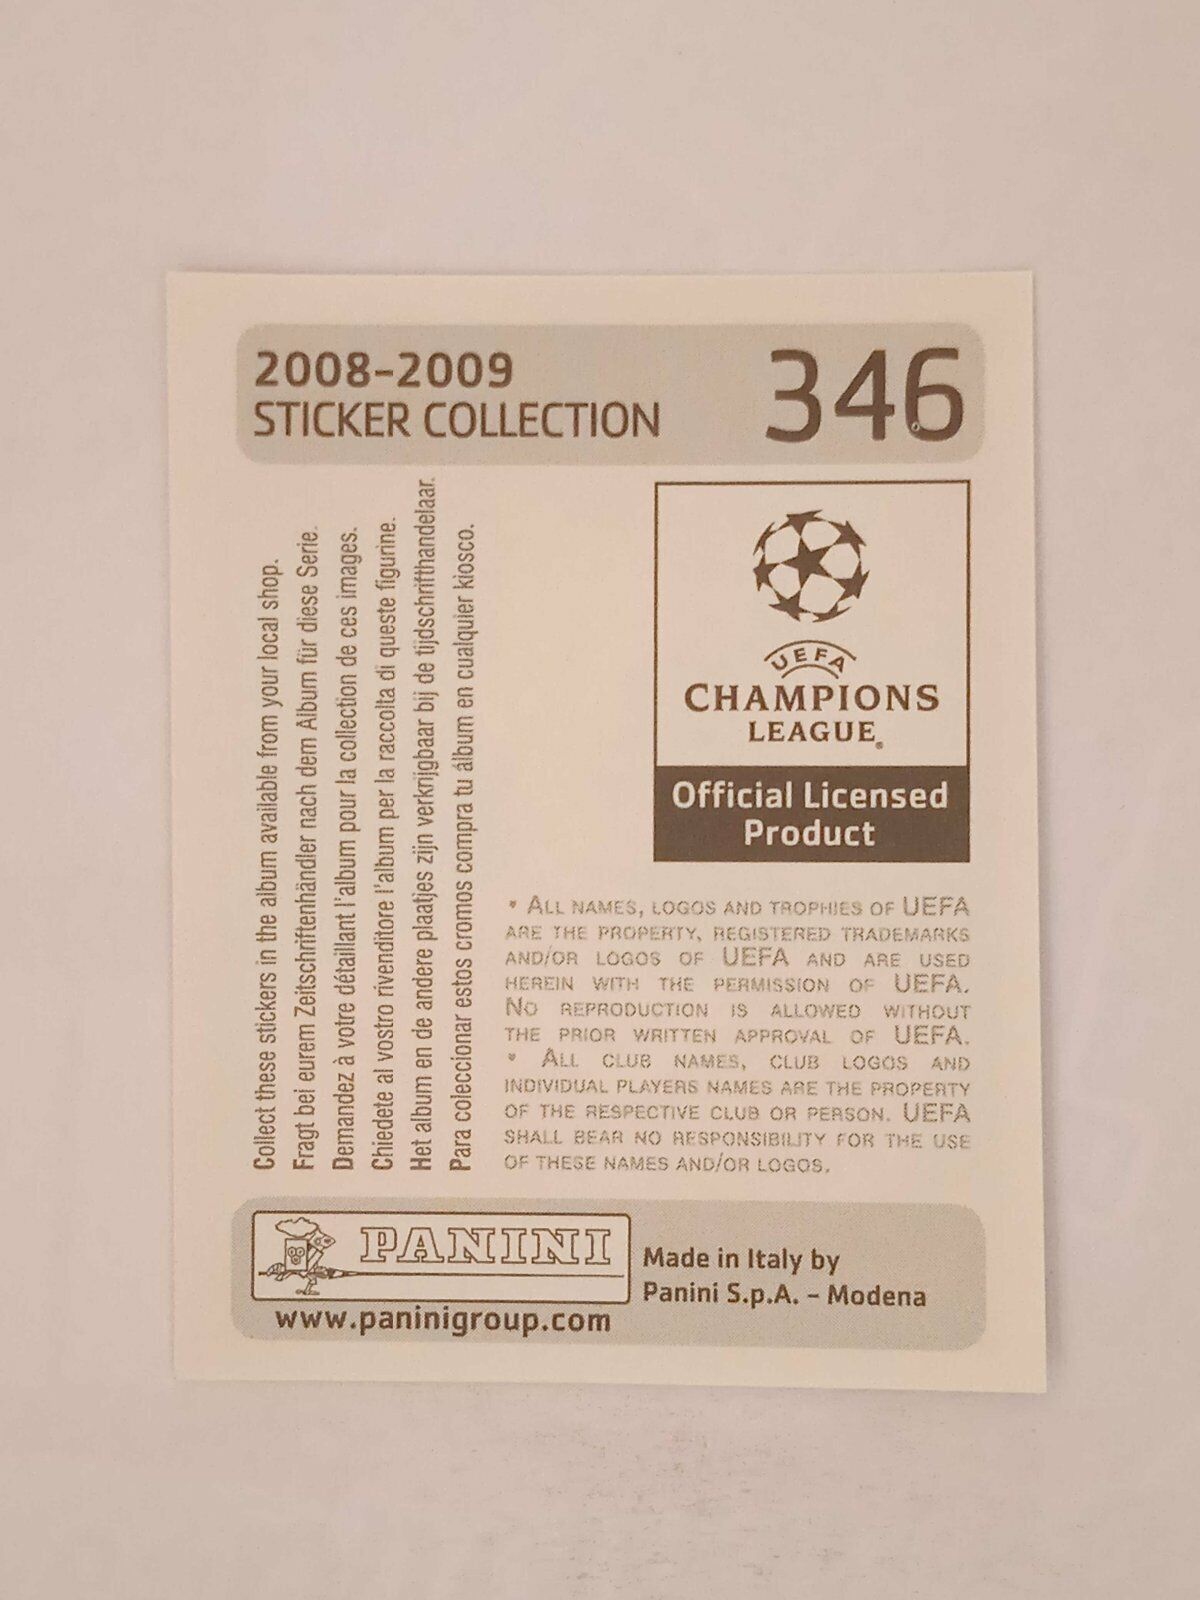 2008-2009
STICKER COLLECTION
346
Collect these stickers in the album available from your local shop.
Fragt bei eurem Zeitschriftenhändler nach dem Album für diese Serie.
Demandez à votre détaillant l'album pour la collection de ces images.
Chiedete al vostro rivenditore l'album per la raccolta di queste figurine.
Het album en de andere plaatjes zijn verkrijgbaar bij de tijdschrifthandelaar.
Para coleccionar estos cromos compra tu álbum en cualquier kiosco.
UEFA
CHAMPIONS
LEAGUE®
Official Licensed
Product
• ALL NAMES, LOGOS AND TROPHIES OF UEFA
ARE THE PROPERTY, REGISTERED TRADEMARKS
AND/OR LOGOS OF UEFA AND ARE USED
HEREIN WITH THE PERMISSION OF UEFA.
NO REPRODUCTION IS ALLOWED WITHOUT
THE PRIOR WRITTEN APPROVAL OF UEFA.
• ALL CLUB NAMES, CLUB LOGOS AND
INDIVIDUAL PLAYERS NAMES ARE THE PROPERTY
OF THE RESPECTIVE CLUB OR PERSON. UEFA
SHALL BEAR NO RESPONSIBILITY FOR THE USE
OF THESE NAMES AND/OR LOGOS.
PANINI
www.paninigroup.com
Made in Italy by
Panini S.p.A. – Modena